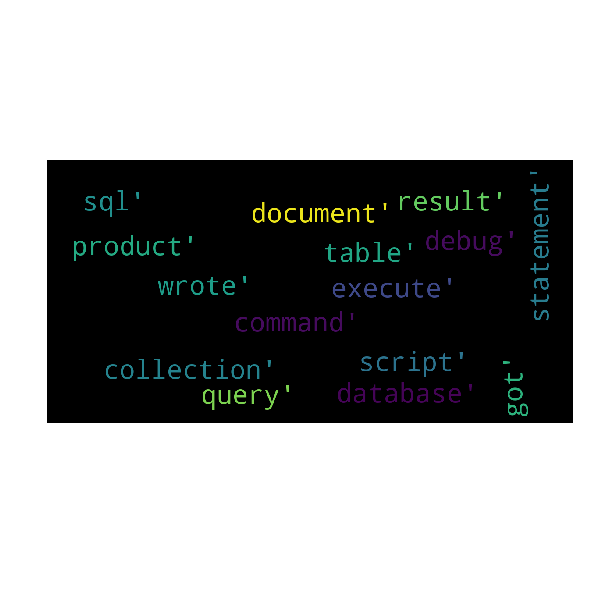 sql'
document'
result'
statement'
product'
table'
debug'
wrote'
execute'
command'
collection'
script'
query'
database'
got'